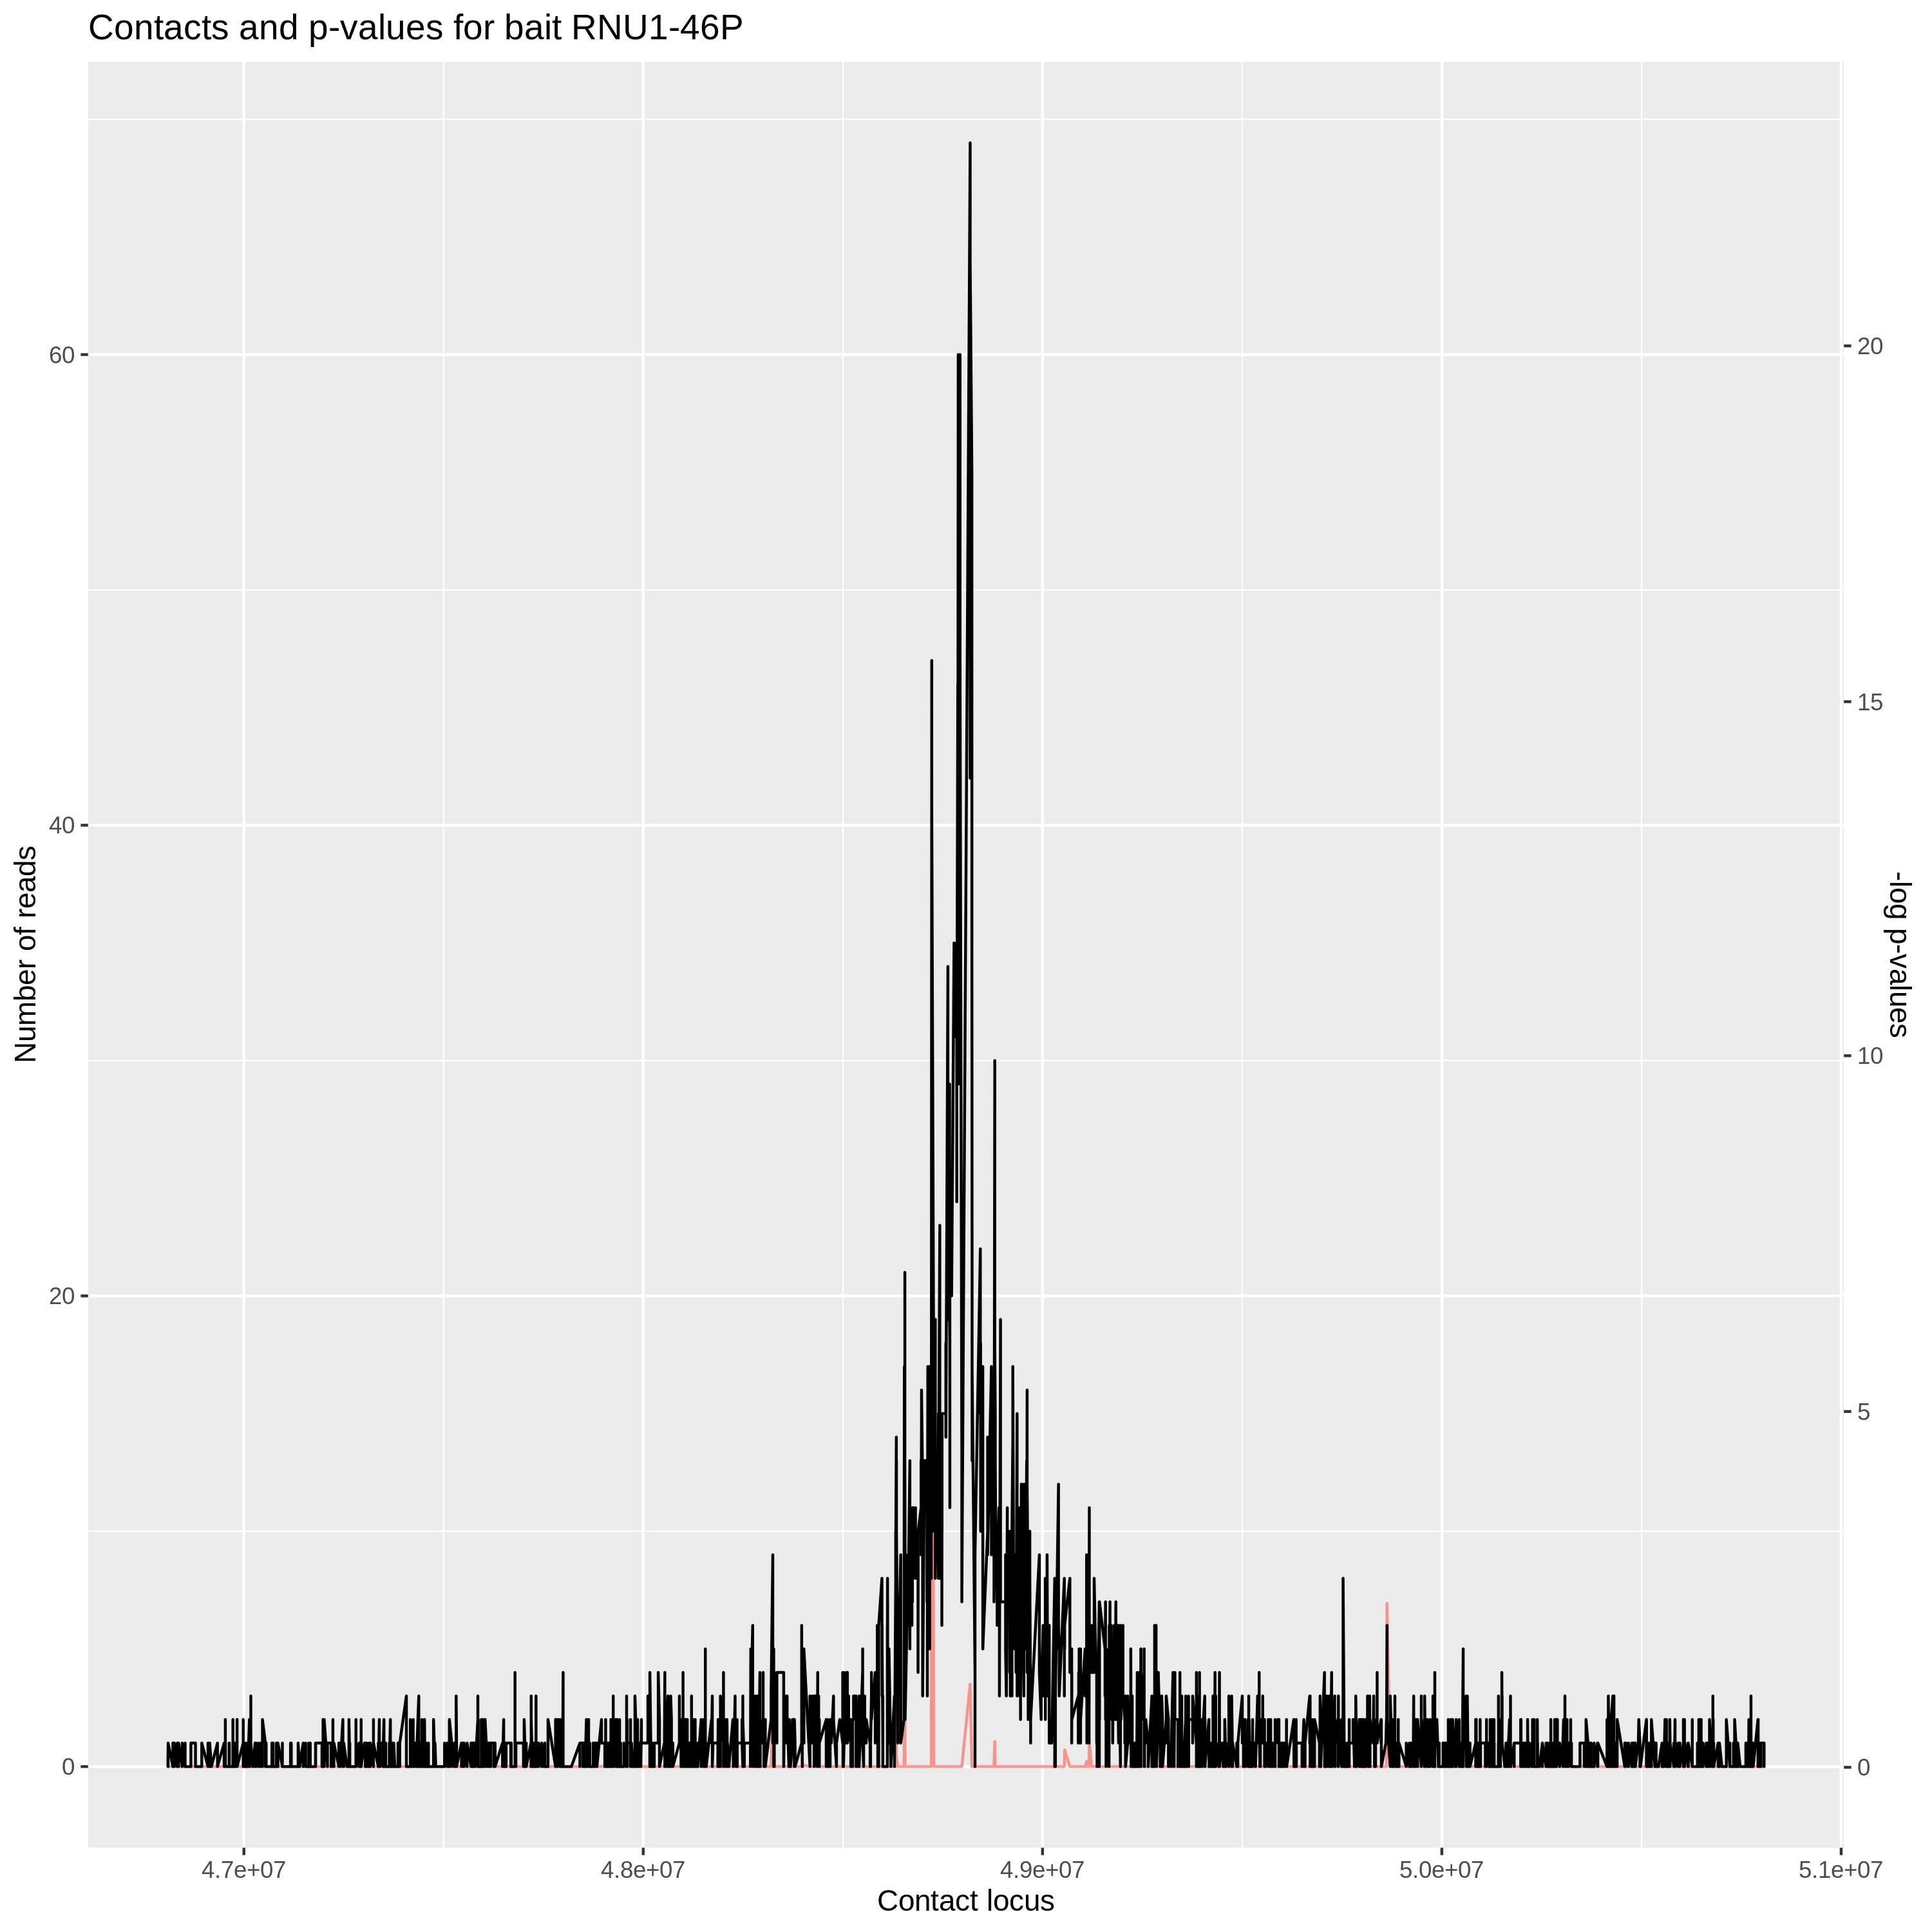 Contacts and p-values for bait RNU1-46P
Number of reads
60
40
20
0
20
15
10
5
0
-log p-values
4.7e+07
4.8e+07
4.9e+07
5.0e+07
5.1e+07
Contact locus